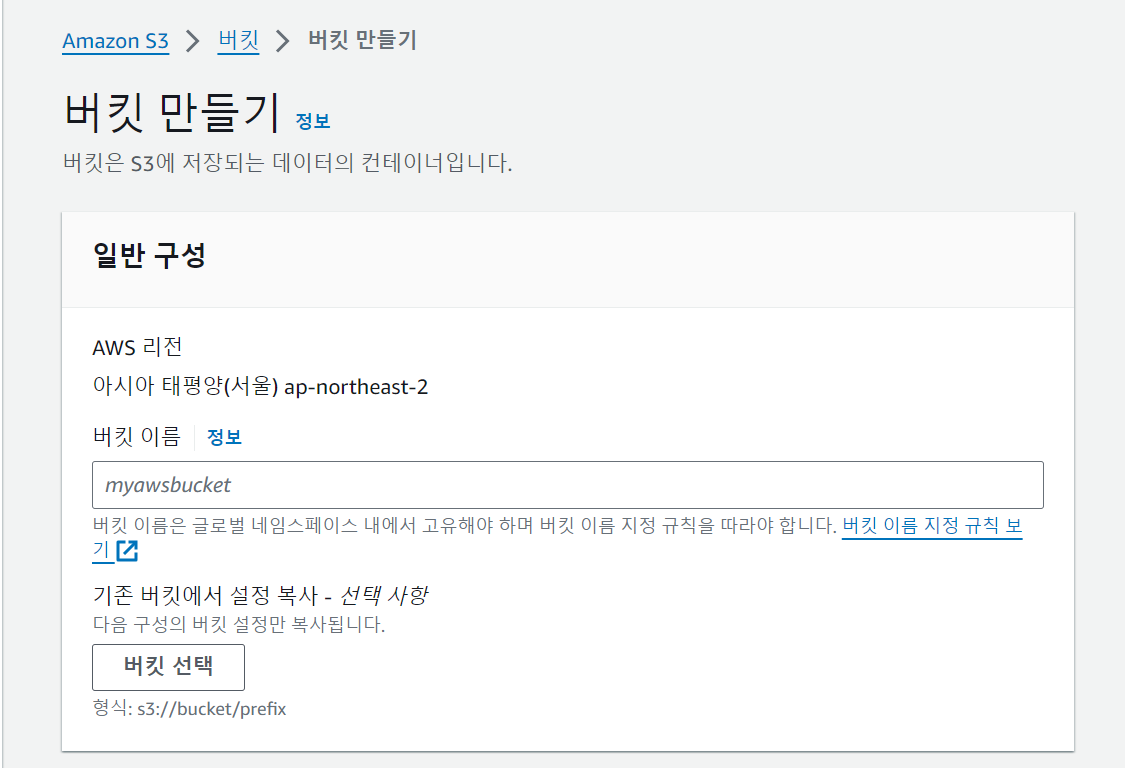 Amazon S3 > 버킷 > 버킷 만들기
버킷 만들기 정보
버킷은 S3에 저장되는 데이터의 컨테이너입니다.
일반 구성
AWS 리전
아시아 태평양(서울) ap-northeast-2
버킷 이름 정보
myawsbucket
버킷 이름은 글로벌 네임스페이스 내에서 고유해야 하며 버킷 이름 지정 규칙을 따라야 합니다. 버킷 이름 지정 규칙 보
기
기존 버킷에서 설정 복사 - 선택 사항
다음 구성의 버킷 설정만 복사됩니다.
버킷 선택
형식: s3://bucket/prefix